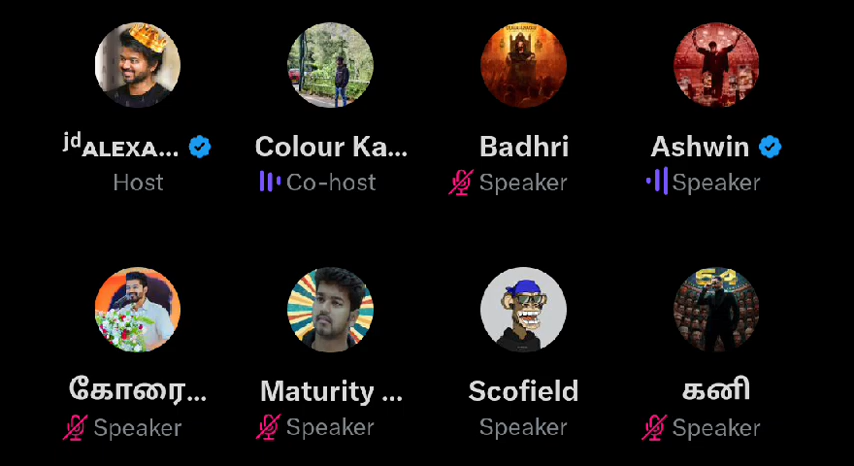 jdALEXA...
Colour Ka...
Badhri
Ashwin
Host
Co-host
Speaker
Speaker
கோரை...
Maturity ...
Scofield
கனி
Speaker
Speaker
Speaker
Speaker